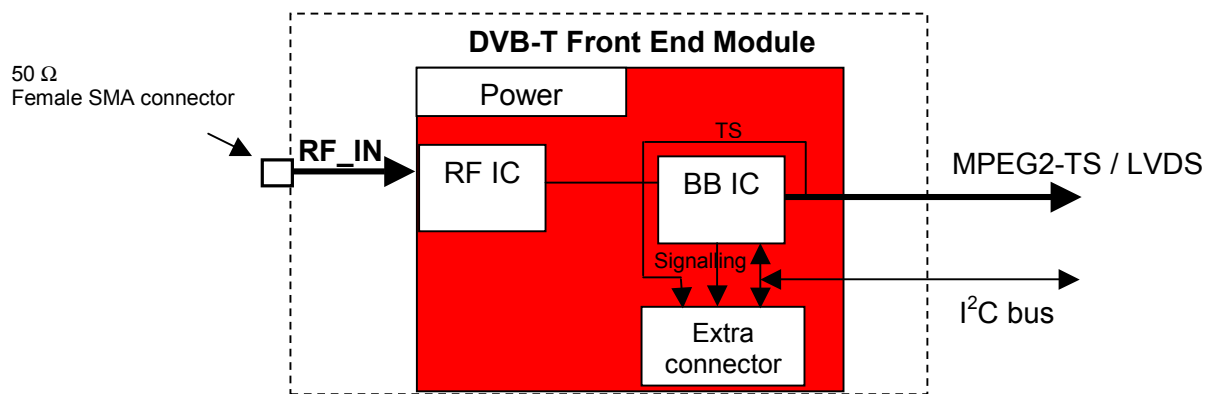 DVB-T Front End Module
50 Ω
Female SMA connector
Power
TS
RF_IN
RF IC
BB IC
MPEG2-TS / LVDS
Signalling
I²C bus
Extra
connector